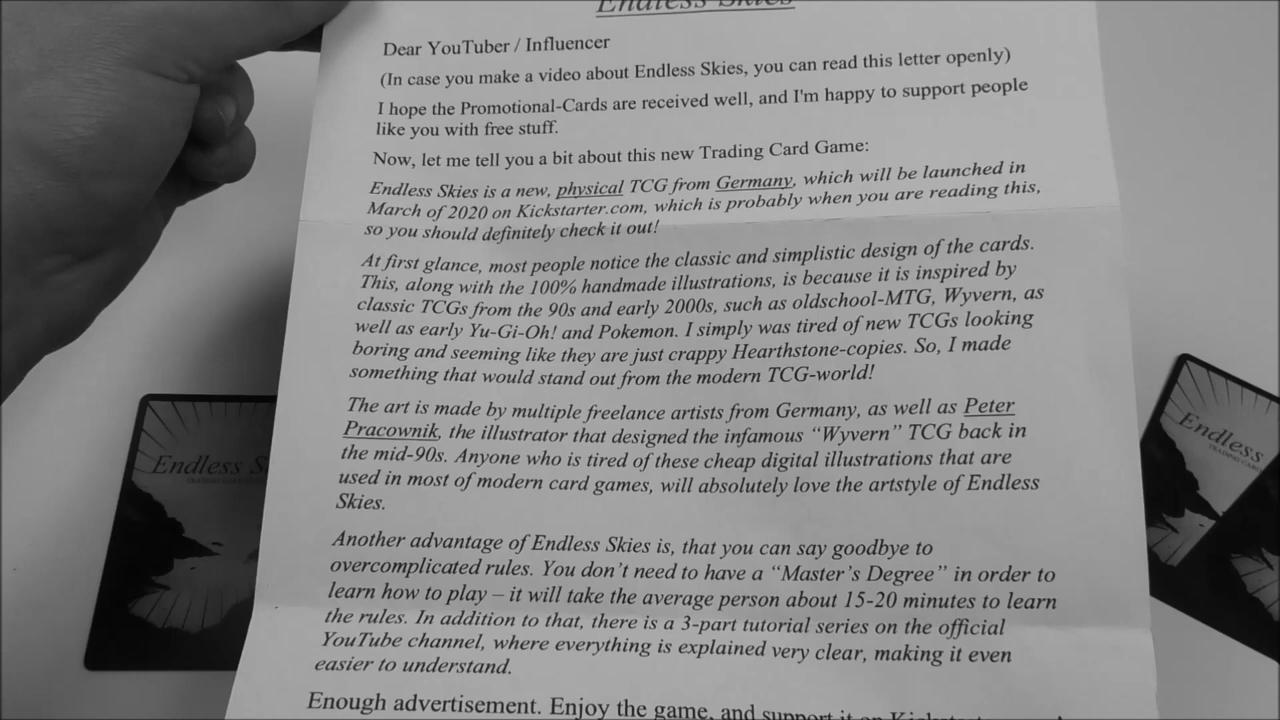 Endless Skies
Dear YouTuber / Influencer
(In case you make a video about Endless Skies, you can read this letter openly)
I hope the Promotional-Cards are received well, and I'm happy to support people
like you with free stuff.
Now, let me tell you a bit about this new Trading Card Game:
Endless Skies is a new, physical TCG from Germany, which will be launched in
March of 2020 on Kickstarter.com, which is probably when you are reading this,
so you should definitely check it out!
At first glance, most people notice the classic and simplistic design of the cards.
This, along with the 100% handmade illustrations, is because it is inspired by
classic TCGs from the 90s and early 2000s, such as oldschool-MTG, Wyvern, as
well as early Yu-Gi-Oh! and Pokemon. I simply was tired of new TCGs looking
boring and seeming like they are just crappy Hearthstone-copies. So, I made
something that would stand out from the modern TCG-world!
The art is made by multiple freelance artists from Germany, as well as Peter
Pracownik, the illustrator that designed the infamous “Wyvern” TCG back in
the mid-90s. Anyone who is tired of these cheap digital illustrations that are
used in most of modern card games, will absolutely love the artstyle of Endless
Skies.
Another advantage of Endless Skies is, that you can say goodbye to
overcomplicated rules. You don’t need to have a “Master’s Degree” in order to
learn how to play – it will take the average person about 15-20 minutes to learn
the rules. In addition to that, there is a 3-part tutorial series on the official
YouTube channel, where everything is explained very clear, making it even
easier to understand.
Enough advertisement. Enjoy the game, and support it on
Endless S
Endless